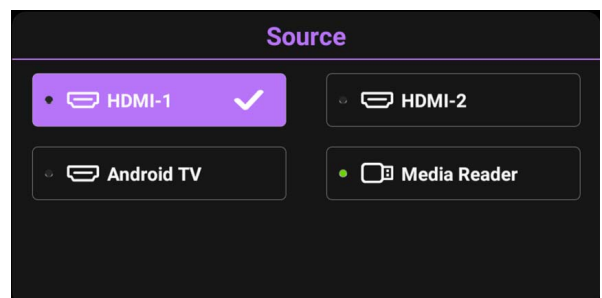 Source
HDMI-1
HDMI-2
Android TV
Media Reader